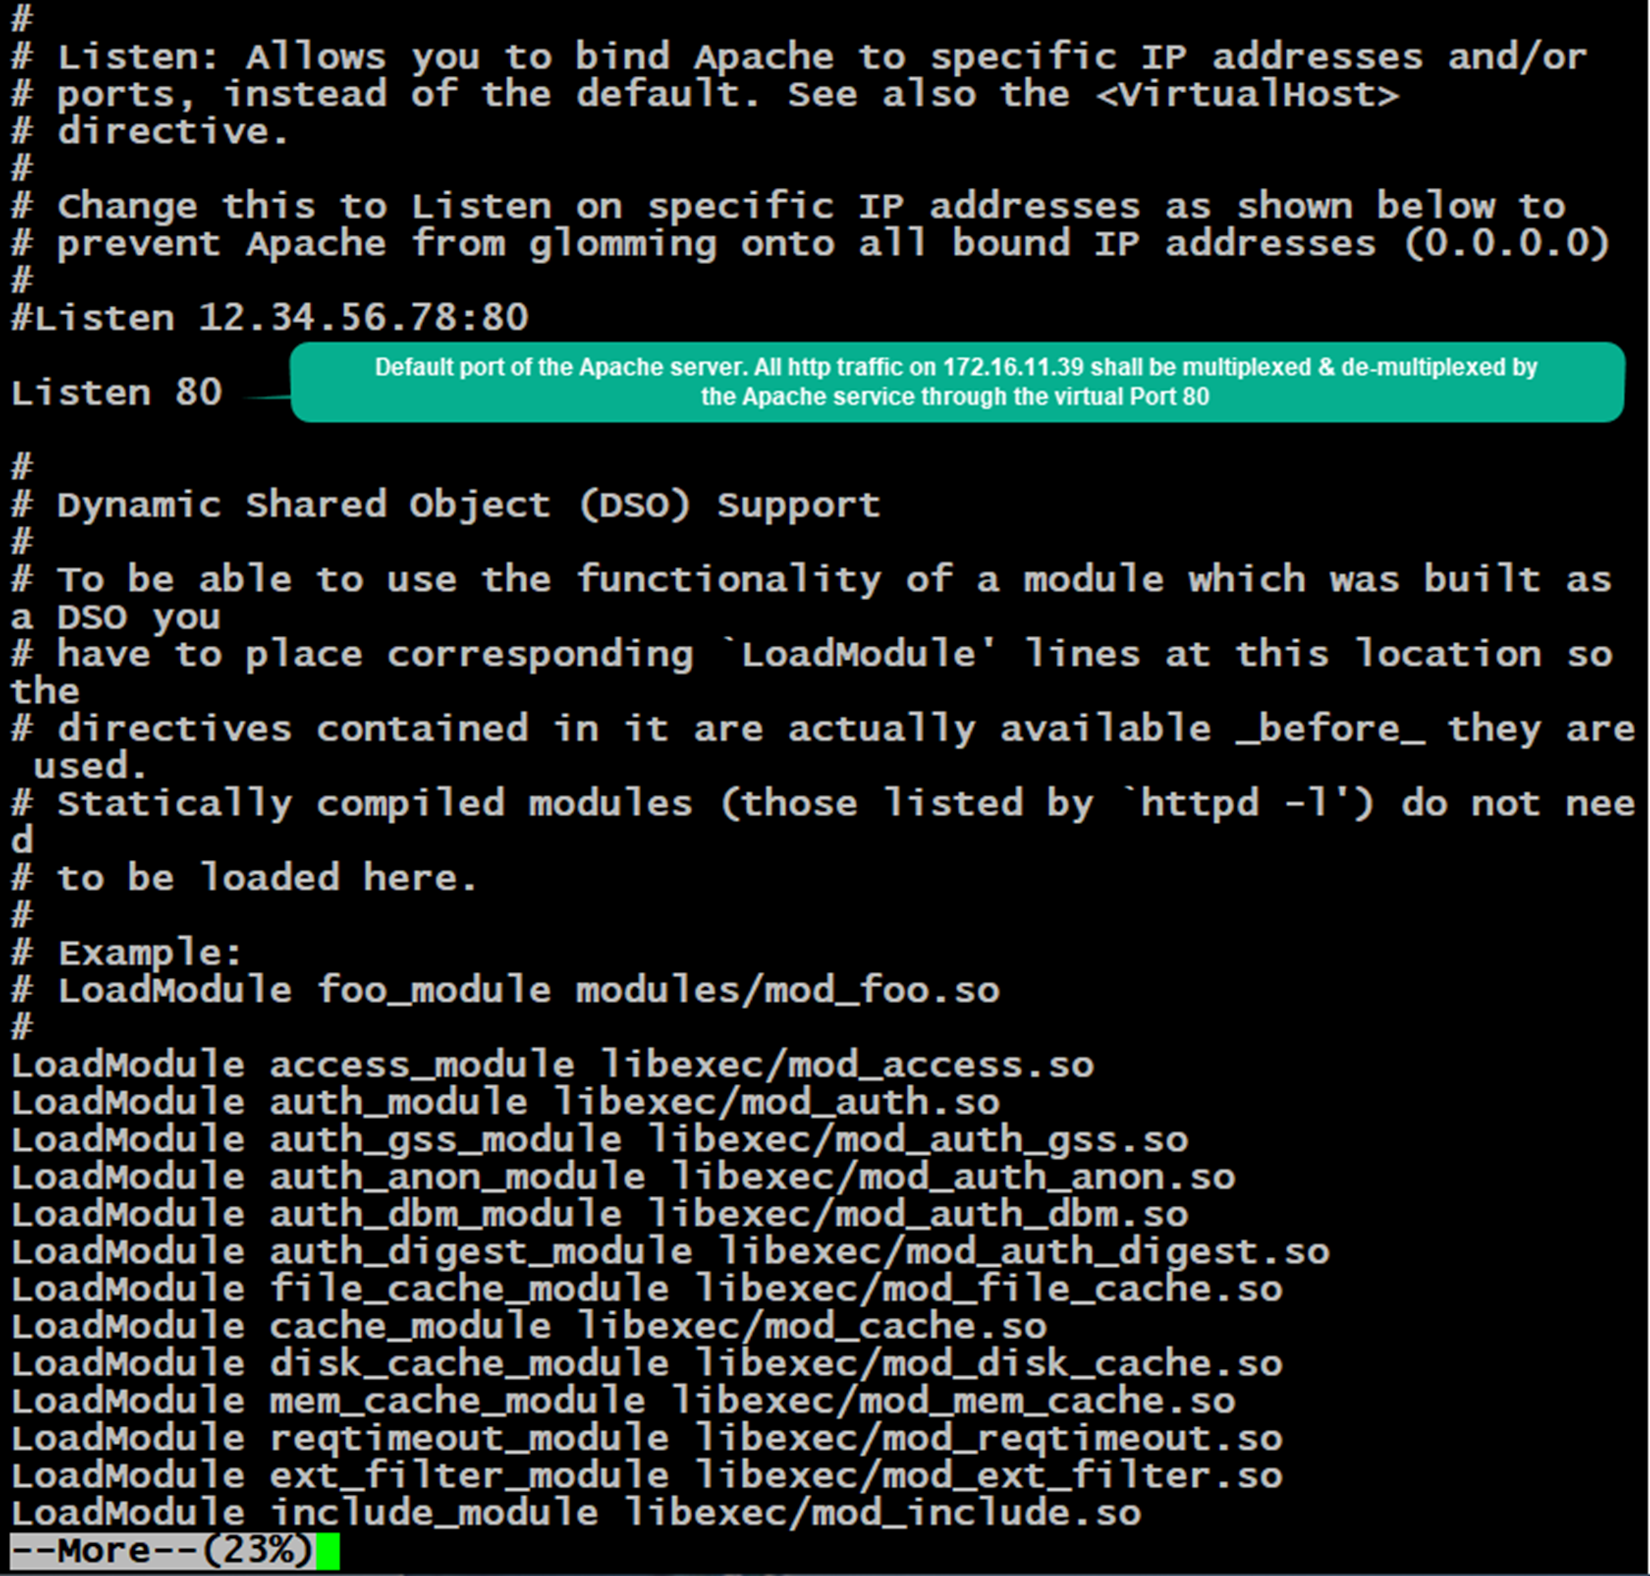 #
# Listen: Allows you to bind Apache to specific IP addresses and/or
# ports, instead of the default. See also the <VirtualHost>
# directive.
#
# Change this to Listen on specific IP addresses as shown below to
# prevent Apache from glomming onto all bound IP addresses (0.0.0.0)
#
#Listen 12.34.56.78:80
Default port of the Apache server. All http traffic on 172.16.11.39 shall be multiplexed & de-multiplexed by
the Apache service through the virtual Port 80
Listen 80
#
# Dynamic Shared Object (DSO) Support
#
# To be able to use the functionality of a module which was built as
a DSO you
# have to place corresponding `LoadModule' lines at this location so
the
# directives contained in it are actually available _before_ they are
 used.
# Statically compiled modules (those listed by `httpd -l') do not nee
d
# to be loaded here.
#
# Example:
# LoadModule foo_module modules/mod_foo.so
#
LoadModule access_module libexec/mod_access.so
LoadModule auth_module libexec/mod_auth.so
LoadModule auth_gss_module libexec/mod_auth_gss.so
LoadModule auth_anon_module libexec/mod_auth_anon.so
LoadModule auth_dbm_module libexec/mod_auth_dbm.so
LoadModule auth_digest_module libexec/mod_auth_digest.so
LoadModule file_cache_module libexec/mod_file_cache.so
LoadModule cache_module libexec/mod_cache.so
LoadModule disk_cache_module libexec/mod_disk_cache.so
LoadModule mem_cache_module libexec/mod_mem_cache.so
LoadModule reqtimeout_module libexec/mod_reqtimeout.so
LoadModule ext_filter_module libexec/mod_ext_filter.so
LoadModule include_module libexec/mod_include.so
--More--(23%)